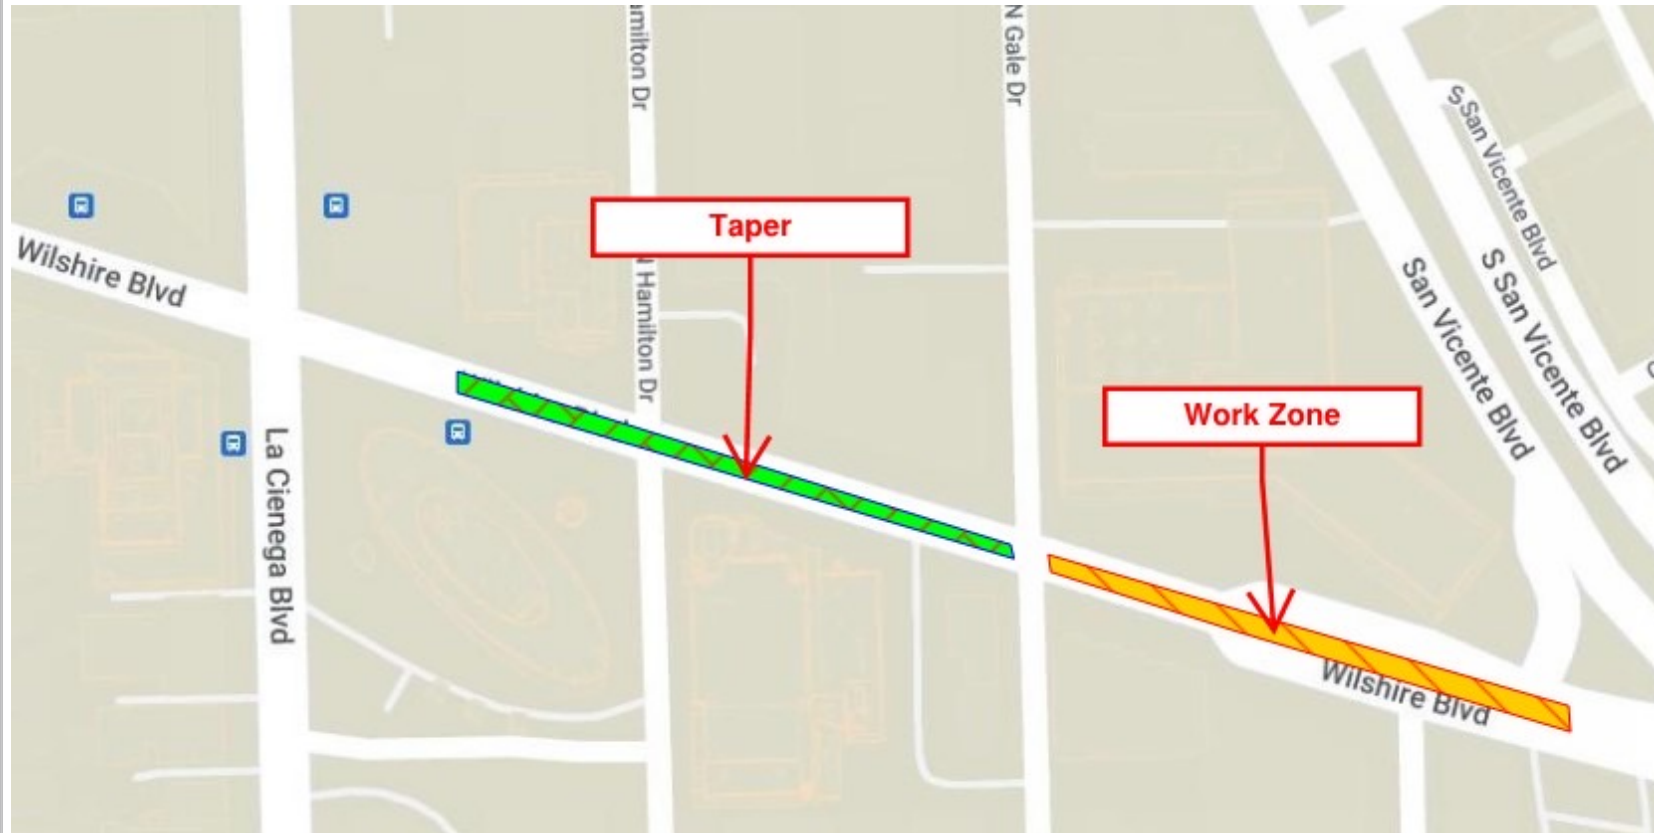 amilton Dr
N Gale Dr
S San Vicente Blvd
Taper
Wilshire Blvd
N Hamilton Dr
San Vicente Blvd
S San Vicente Blvd
Work Zone
La Cienega Blvd
Wilshire Blvd